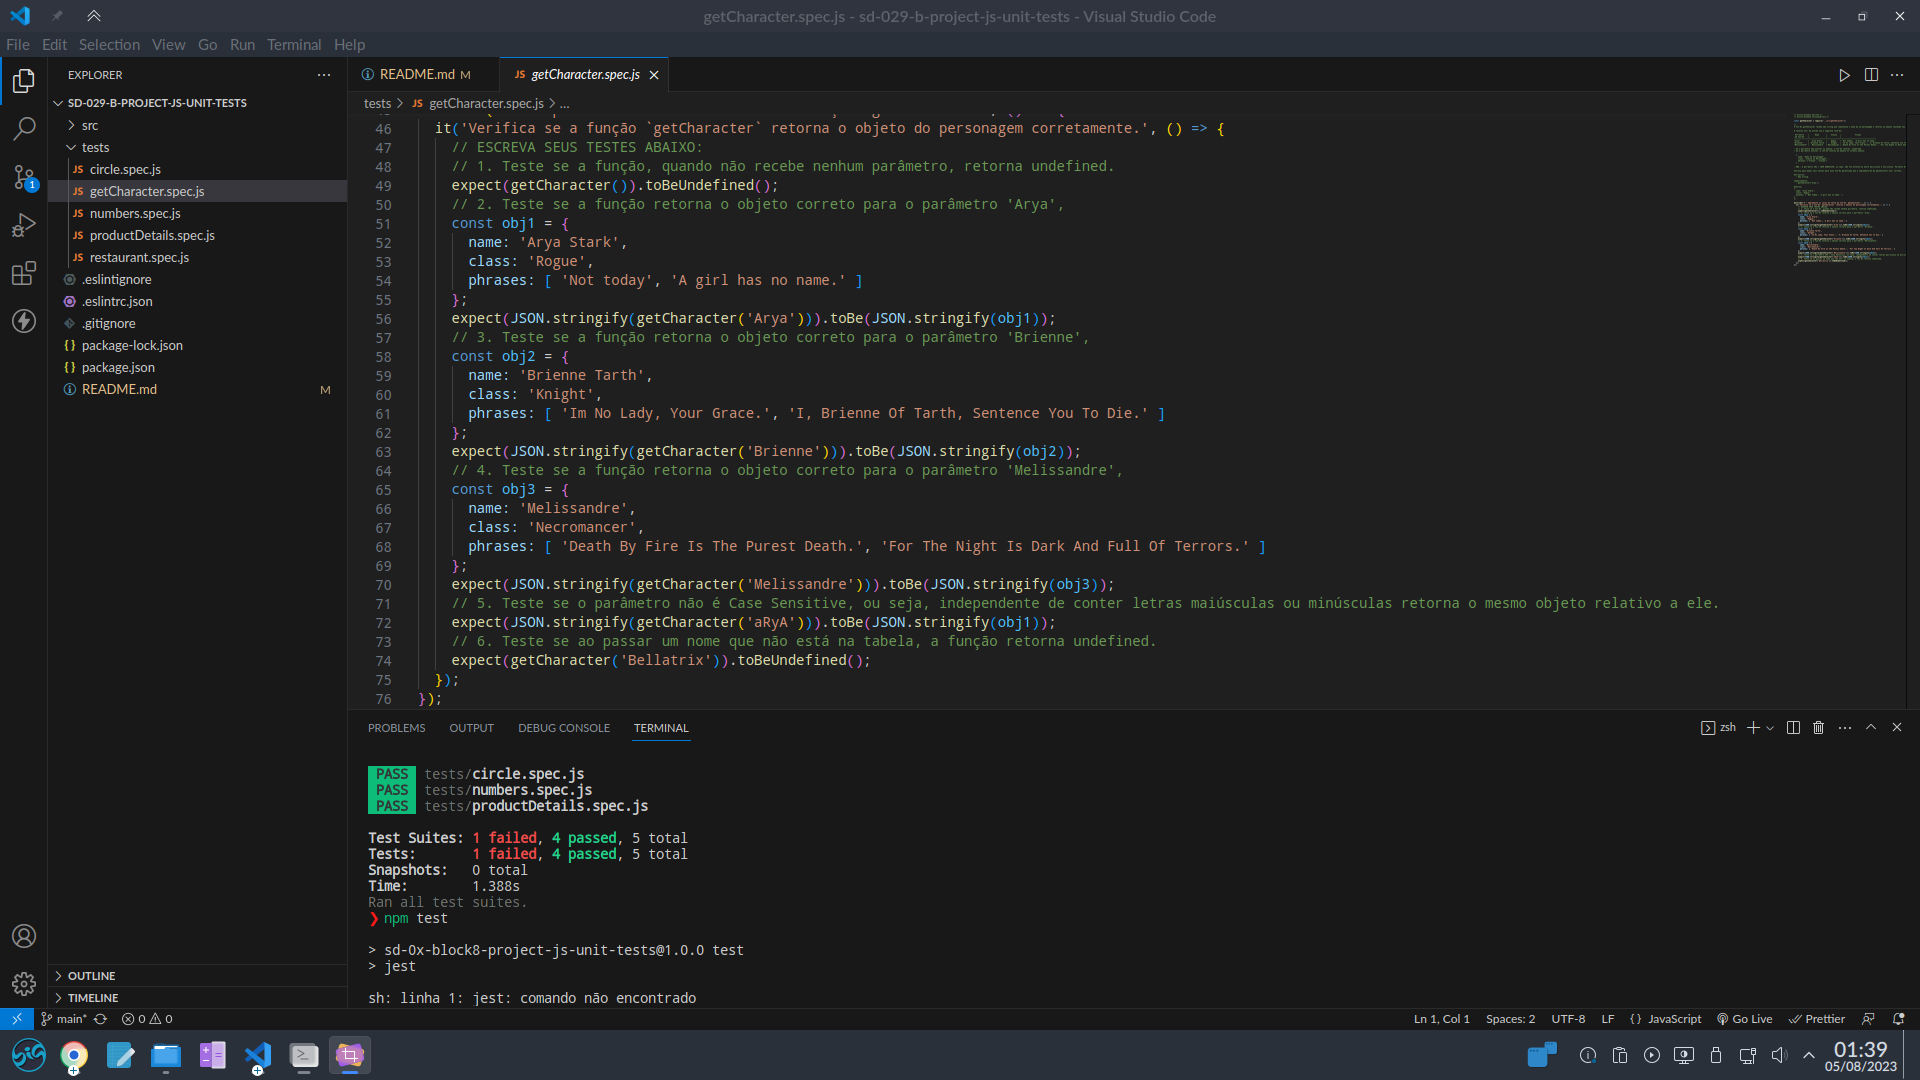 getCharacter.spec.js - sd-029-b-project-js-unit-tests - Visual Studio Code
File Edit Selection View Go Run Terminal Help
EXPLORER
SD-029-B-PROJECT-JS-UNIT-TESTS
src
tests
JS circle.spec.js
JS getCharacter.spec.js
JS numbers.spec.js
JS productDetails.spec.js
JS restaurant.spec.js
.eslintignore
.eslintrc.json
.gitignore
{} package-lock.json
{} package.json
README.md M
OUTLINE
TIMELINE
1
README.md M
JS getCharacter.spec.js
tests > JS getCharacter.spec.js > ...
46 it('Verifica se a função `getCharacter` retorna o objeto do personagem corretamente.', () => {
47 // ESCREVA SEUS TESTES ABAIXO:
48 // 1. Teste se a função, quando não recebe nenhum parâmetro, retorna undefined.
49 expect(getCharacter()).toBeUndefined();
50 // 2. Teste se a função retorna o objeto correto para o parâmetro 'Arya',
51 const obj1 = {
52 name: 'Arya Stark',
53 class: 'Rogue',
54 phrases: [ 'Not today', 'A girl has no name.' ]
55 };
56 expect(JSON.stringify(getCharacter('Arya'))).toBe(JSON.stringify(obj1));
57 // 3. Teste se a função retorna o objeto correto para o parâmetro 'Brienne',
58 const obj2 = {
59 name: 'Brienne Tarth',
60 class: 'Knight',
61 phrases: [ 'Im No Lady, Your Grace.', 'I, Brienne Of Tarth, Sentence You To Die.' ]
62 };
63 expect(JSON.stringify(getCharacter('Brienne'))).toBe(JSON.stringify(obj2));
64 // 4. Teste se a função retorna o objeto correto para o parâmetro 'Melissandre',
65 const obj3 = {
66 name: 'Melissandre',
67 class: 'Necromancer',
68 phrases: [ 'Death By Fire Is The Purest Death.', 'For The Night Is Dark And Full Of Terrors.' ]
69 };
70 expect(JSON.stringify(getCharacter('Melissandre'))).toBe(JSON.stringify(obj3));
71 // 5. Teste se o parâmetro não é Case Sensitive, ou seja, independente de conter letras maiúsculas ou minúsculas retorna o mesmo objeto relativo a ele.
72 expect(JSON.stringify(getCharacter('aRyA'))).toBe(JSON.stringify(obj1));
73 // 6. Teste se ao passar um nome que não está na tabela, a função retorna undefined.
74 expect(getCharacter('Bellatrix')).toBeUndefined();
75 });
76 });
PROBLEMS OUTPUT DEBUG CONSOLE TERMINAL
zsh
PASS tests/circle.spec.js
PASS tests/numbers.spec.js
PASS tests/productDetails.spec.js
Test Suites: 1 failed, 4 passed, 5 total
Tests: 1 failed, 4 passed, 5 total
Snapshots: 0 total
Time: 1.388s
Ran all test suites.
❯ npm test
> sd-0x-block8-project-js-unit-tests@1.0.0 test
> jest
sh: linha 1: jest: comando não encontrado
main* 0 0
Ln 1, Col 1 Spaces: 2 UTF-8 LF {} JavaScript Go Live Prettier
01:39
05/08/2023